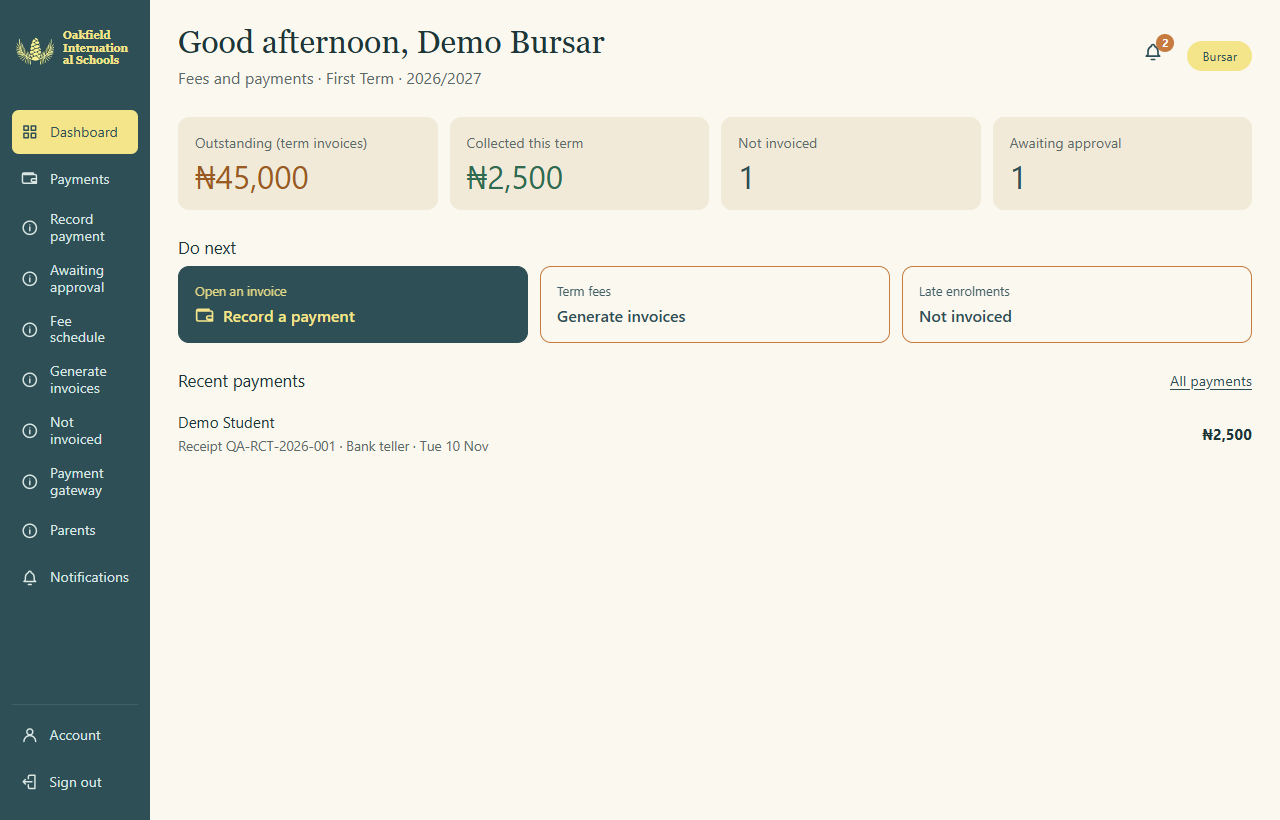 Oakfield
Internation
al Schools
Dashboard
Payments
Record
payment
Awaiting
approval
Fee
schedule
Generate
invoices
Not
invoiced
Payment
gateway
Parents
Notifications
Account
Sign out
Good afternoon, Demo Bursar
Fees and payments · First Term · 2026/2027
2
Bursar
Outstanding (term invoices)
₦45,000
Collected this term
₦2,500
Not invoiced
1
Awaiting approval
1
Do next
Open an invoice
Record a payment
Term fees
Generate invoices
Late enrolments
Not invoiced
Recent payments
All payments
Demo Student
Receipt QA-RCT-2026-001 · Bank teller · Tue 10 Nov
₦2,500